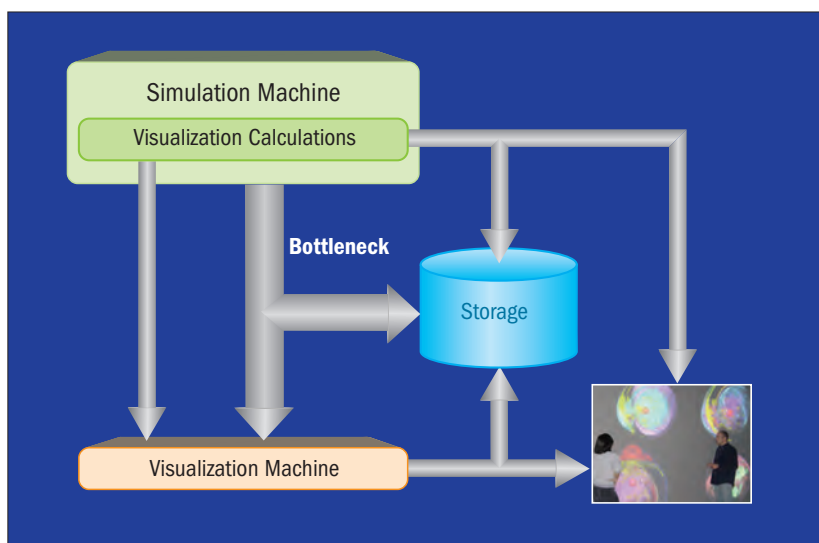 Simulation Machine
Visualization Calculations
Bottleneck
Storage
Visualization Machine